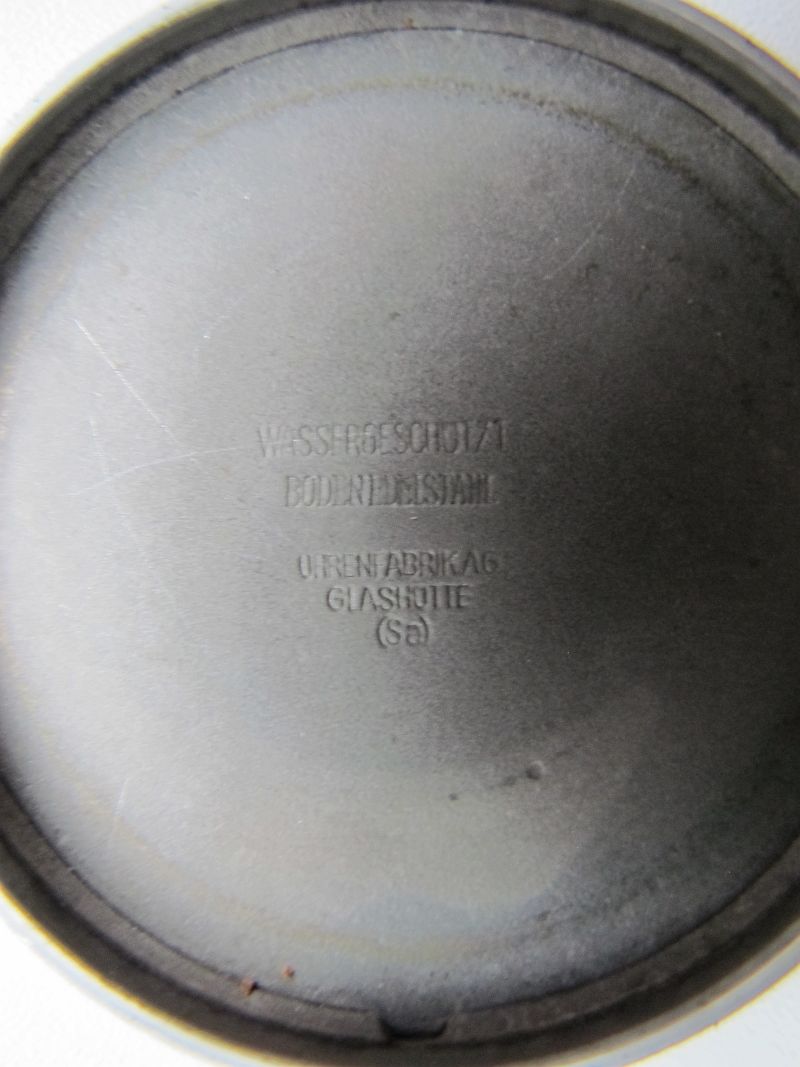 WASSERGESCHÜTZT
BODEN EDELSTAHL
UHRENFABRIK AG
GLASHÜTTE
(Sa)